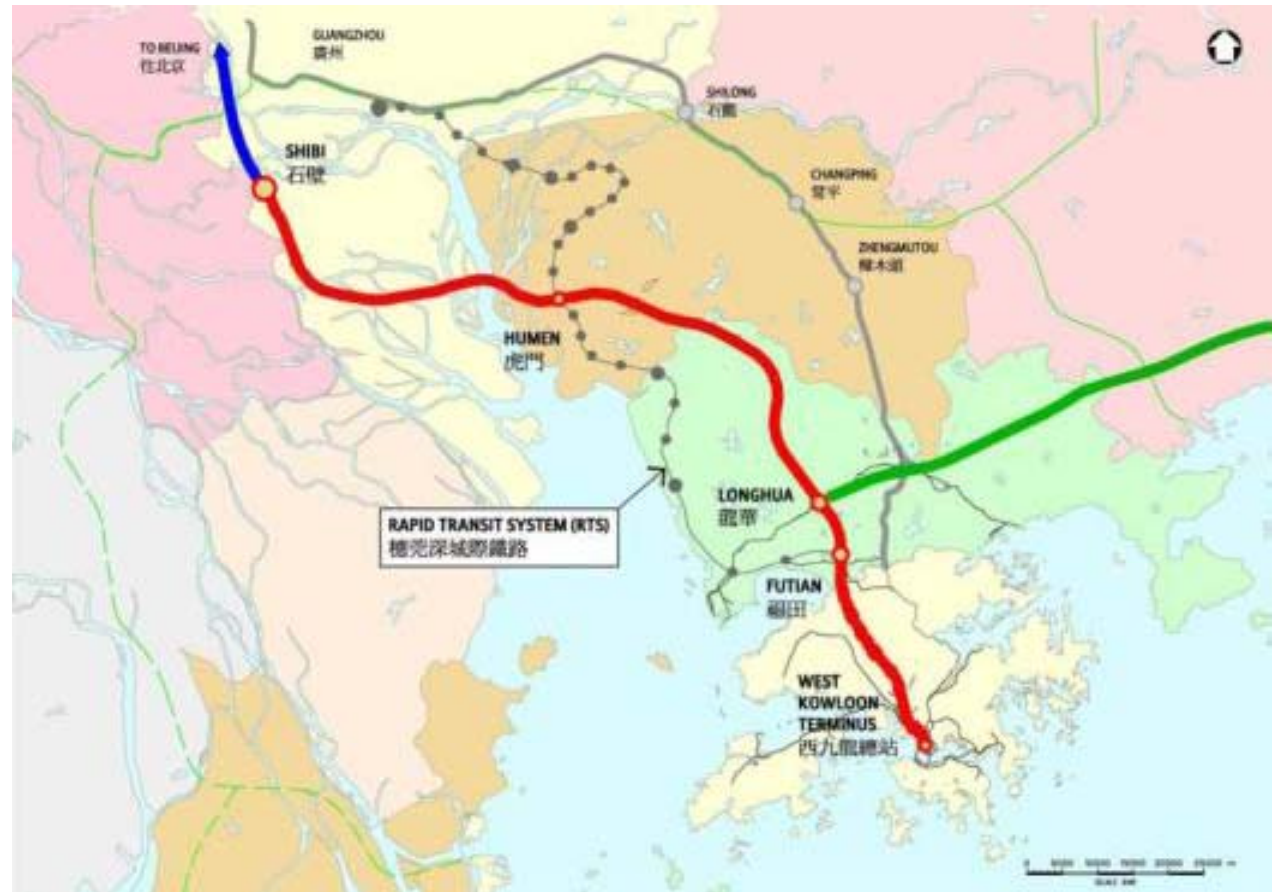 TO BEIJING
往北京
GUANGZHOU
廣州
SHILONG
石龍
SHIBI
石壁
CHANGPING
常平
ZHENGMUTOU
樟木頭
HUMEN
虎門
LONGHUA
龍華
RAPID TRANSIT SYSTEM (RTS)
穗莞深城際鐵路
FUTIAN
福田
WEST
KOWLOON
TERMINUS
西九龍總站